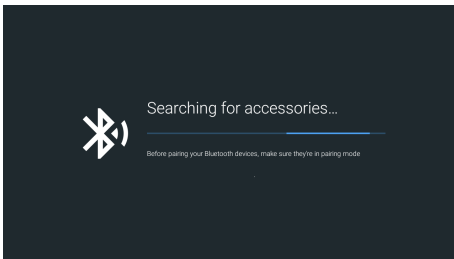 Searching for accessories...
Before pairing your Bluetooth devices, make sure they're in pairing mode